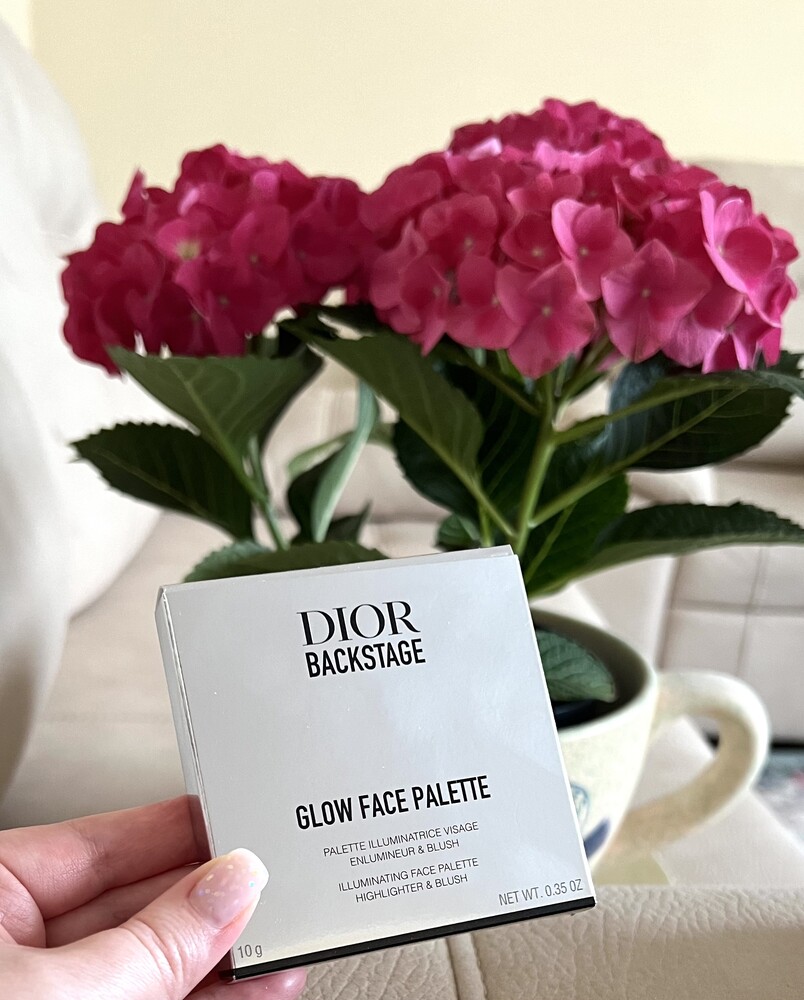 DIOR
BACKSTAGE
GLOW FACE PALETTE
PALETTE ILLUMINATRICE VISAGE
ENLUMINEUR & BLUSH
ILLUMINATING FACE PALETTE
HIGHLIGHTER & BLUSH
10 g
NET WT. 0.35 OZ